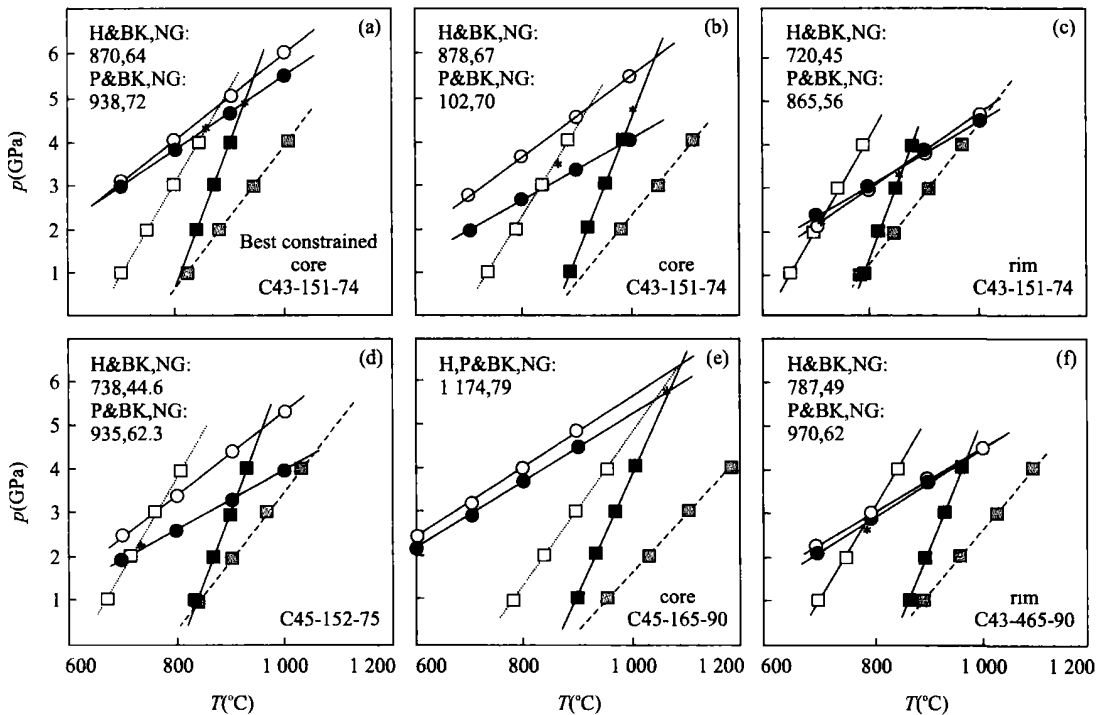 (a)
H&BK,NG:
870,64
P&BK,NG:
938,72
Best constrained
core
C43-151-74
(b)
H&BK,NG:
878,67
P&BK,NG:
102,70
core
C43-151-74
(c)
H&BK,NG:
720,45
P&BK,NG:
865,56
rim
C43-151-74
6
5
4
3
2
1
p(GPa)
(d)
H&BK,NG:
738,44.6
P&BK,NG:
935,62.3
C45-152-75
(e)
H,P&BK,NG:
1 174,79
core
C45-165-90
(f)
H&BK,NG:
787,49
P&BK,NG:
970,62
rim
C43-465-90
6
5
4
3
2
1
p(GPa)
600 800 1 000 1 200
600 800 1 000 1 200
600 800 1 000 1 200
T(°C)
T(°C)
T(°C)